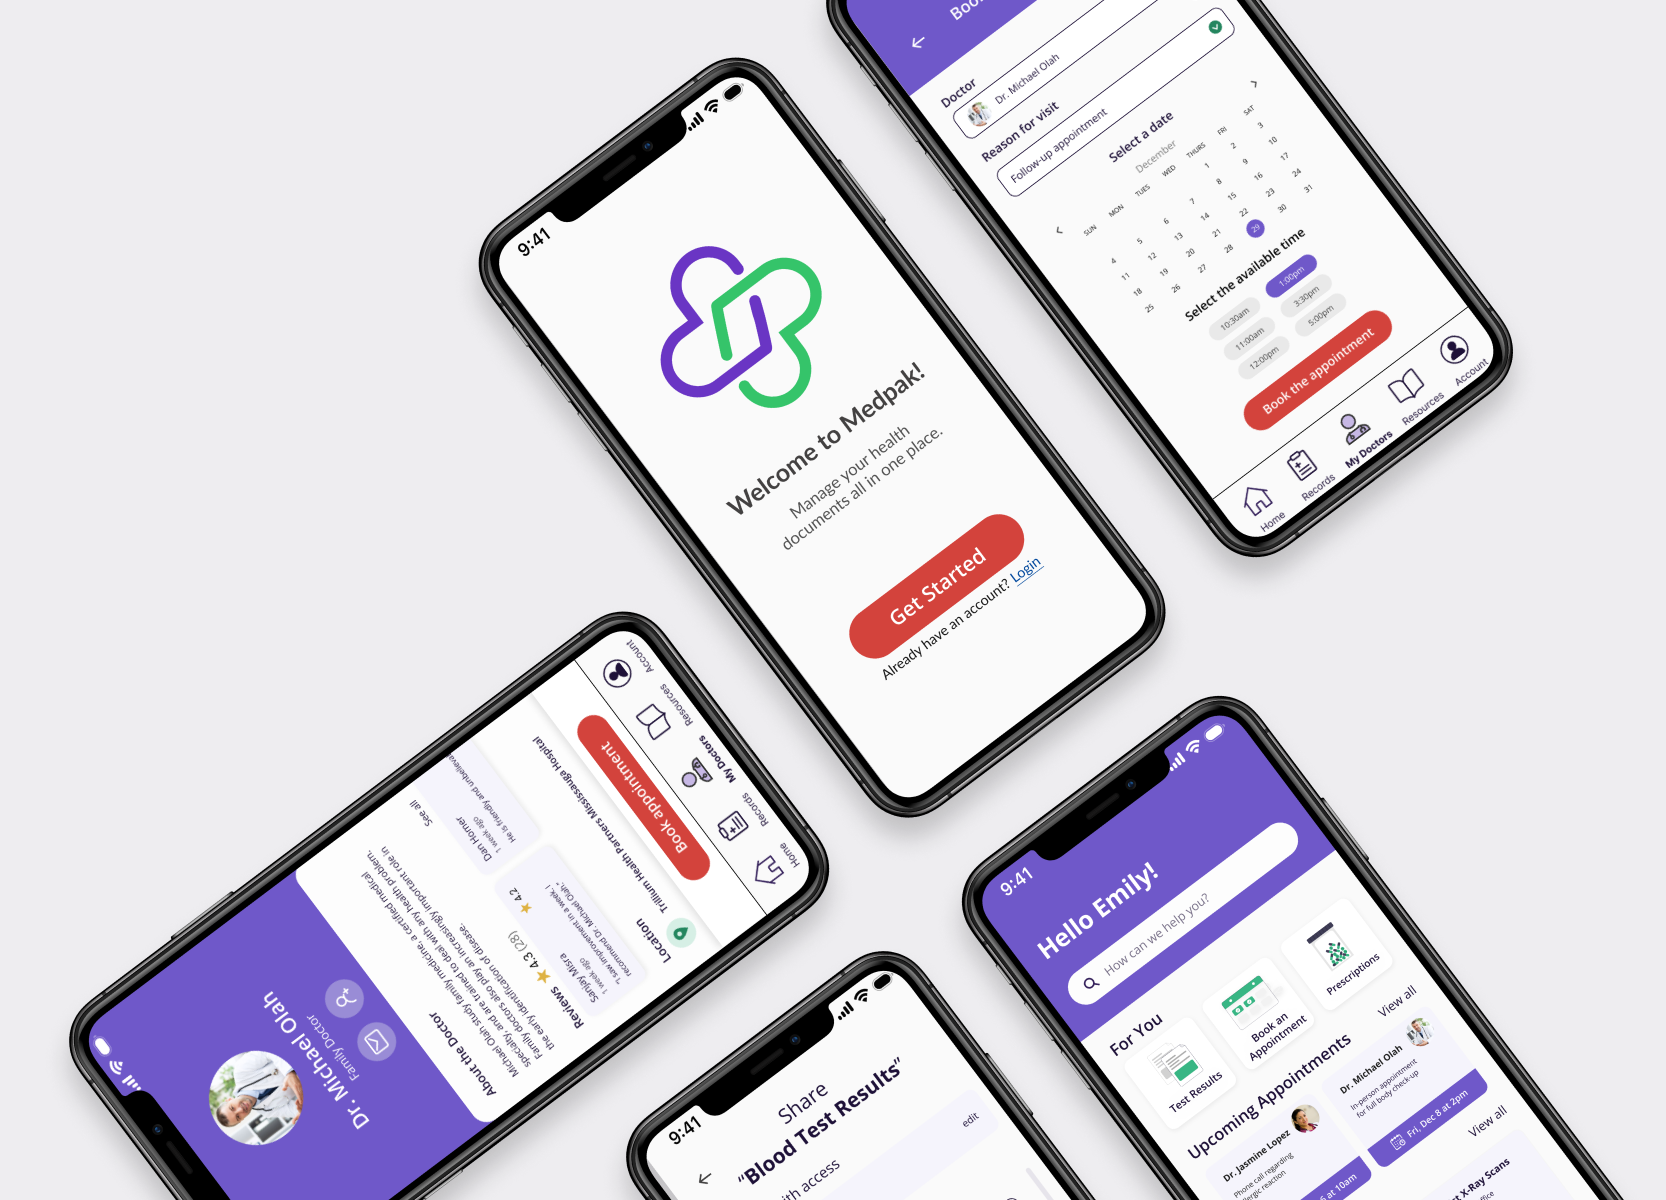 9:41
Welcome to Medpak!
Manage your health
documents all in one place.
Get Started
Already have an account? Login
Doctor
Dr. Michael Olah
Reason for visit
Follow-up appointment
Select a date
December
SUN MON TUES WED THURS FRI SAT
1 2 3
4 5 6 7 8 9 10
11 12 13 14 15 16 17
18 19 20 21 22 23 24
25 26 27 28 29 30 31
Select the available time
10:30am 1:00pm
11:00am 3:30pm
12:00pm 5:00pm
Book the appointment
Home Records My Doctors Resources Account
Dr. Michael Olah
Family Doctor
About the Doctor
Michael Olah study family medicine, a certified medical
specialty, and are trained to deal with any health problem.
Family doctors also play an increasingly important role in
the early identification of disease.
Reviews
4.3 (28)
See all
Sanjay Misra
1 week ago
4.2
"I saw improvement in a week. I
recommend Dr. Michael Olah."
Dan Homer
1 week ago
He is friendly and
Location
Trillium Health Partners Mississauga Hospital
Book appointment
Home Records My Doctors Resources Account
9:41
Share
"Blood Test Results"
with access
edit
9:41
Hello Emily!
How can we help you?
For You
Test Results
Book an
Appointment
Prescriptions
Upcoming Appointments
View all
Dr. Jasmine Lopez
Phone call regarding
allergic reaction
at 10am
Dr. Michael Olah
In-person appointment
for full body check-up
Fri, Dec 8 at 2pm
View all
X-Ray Scans